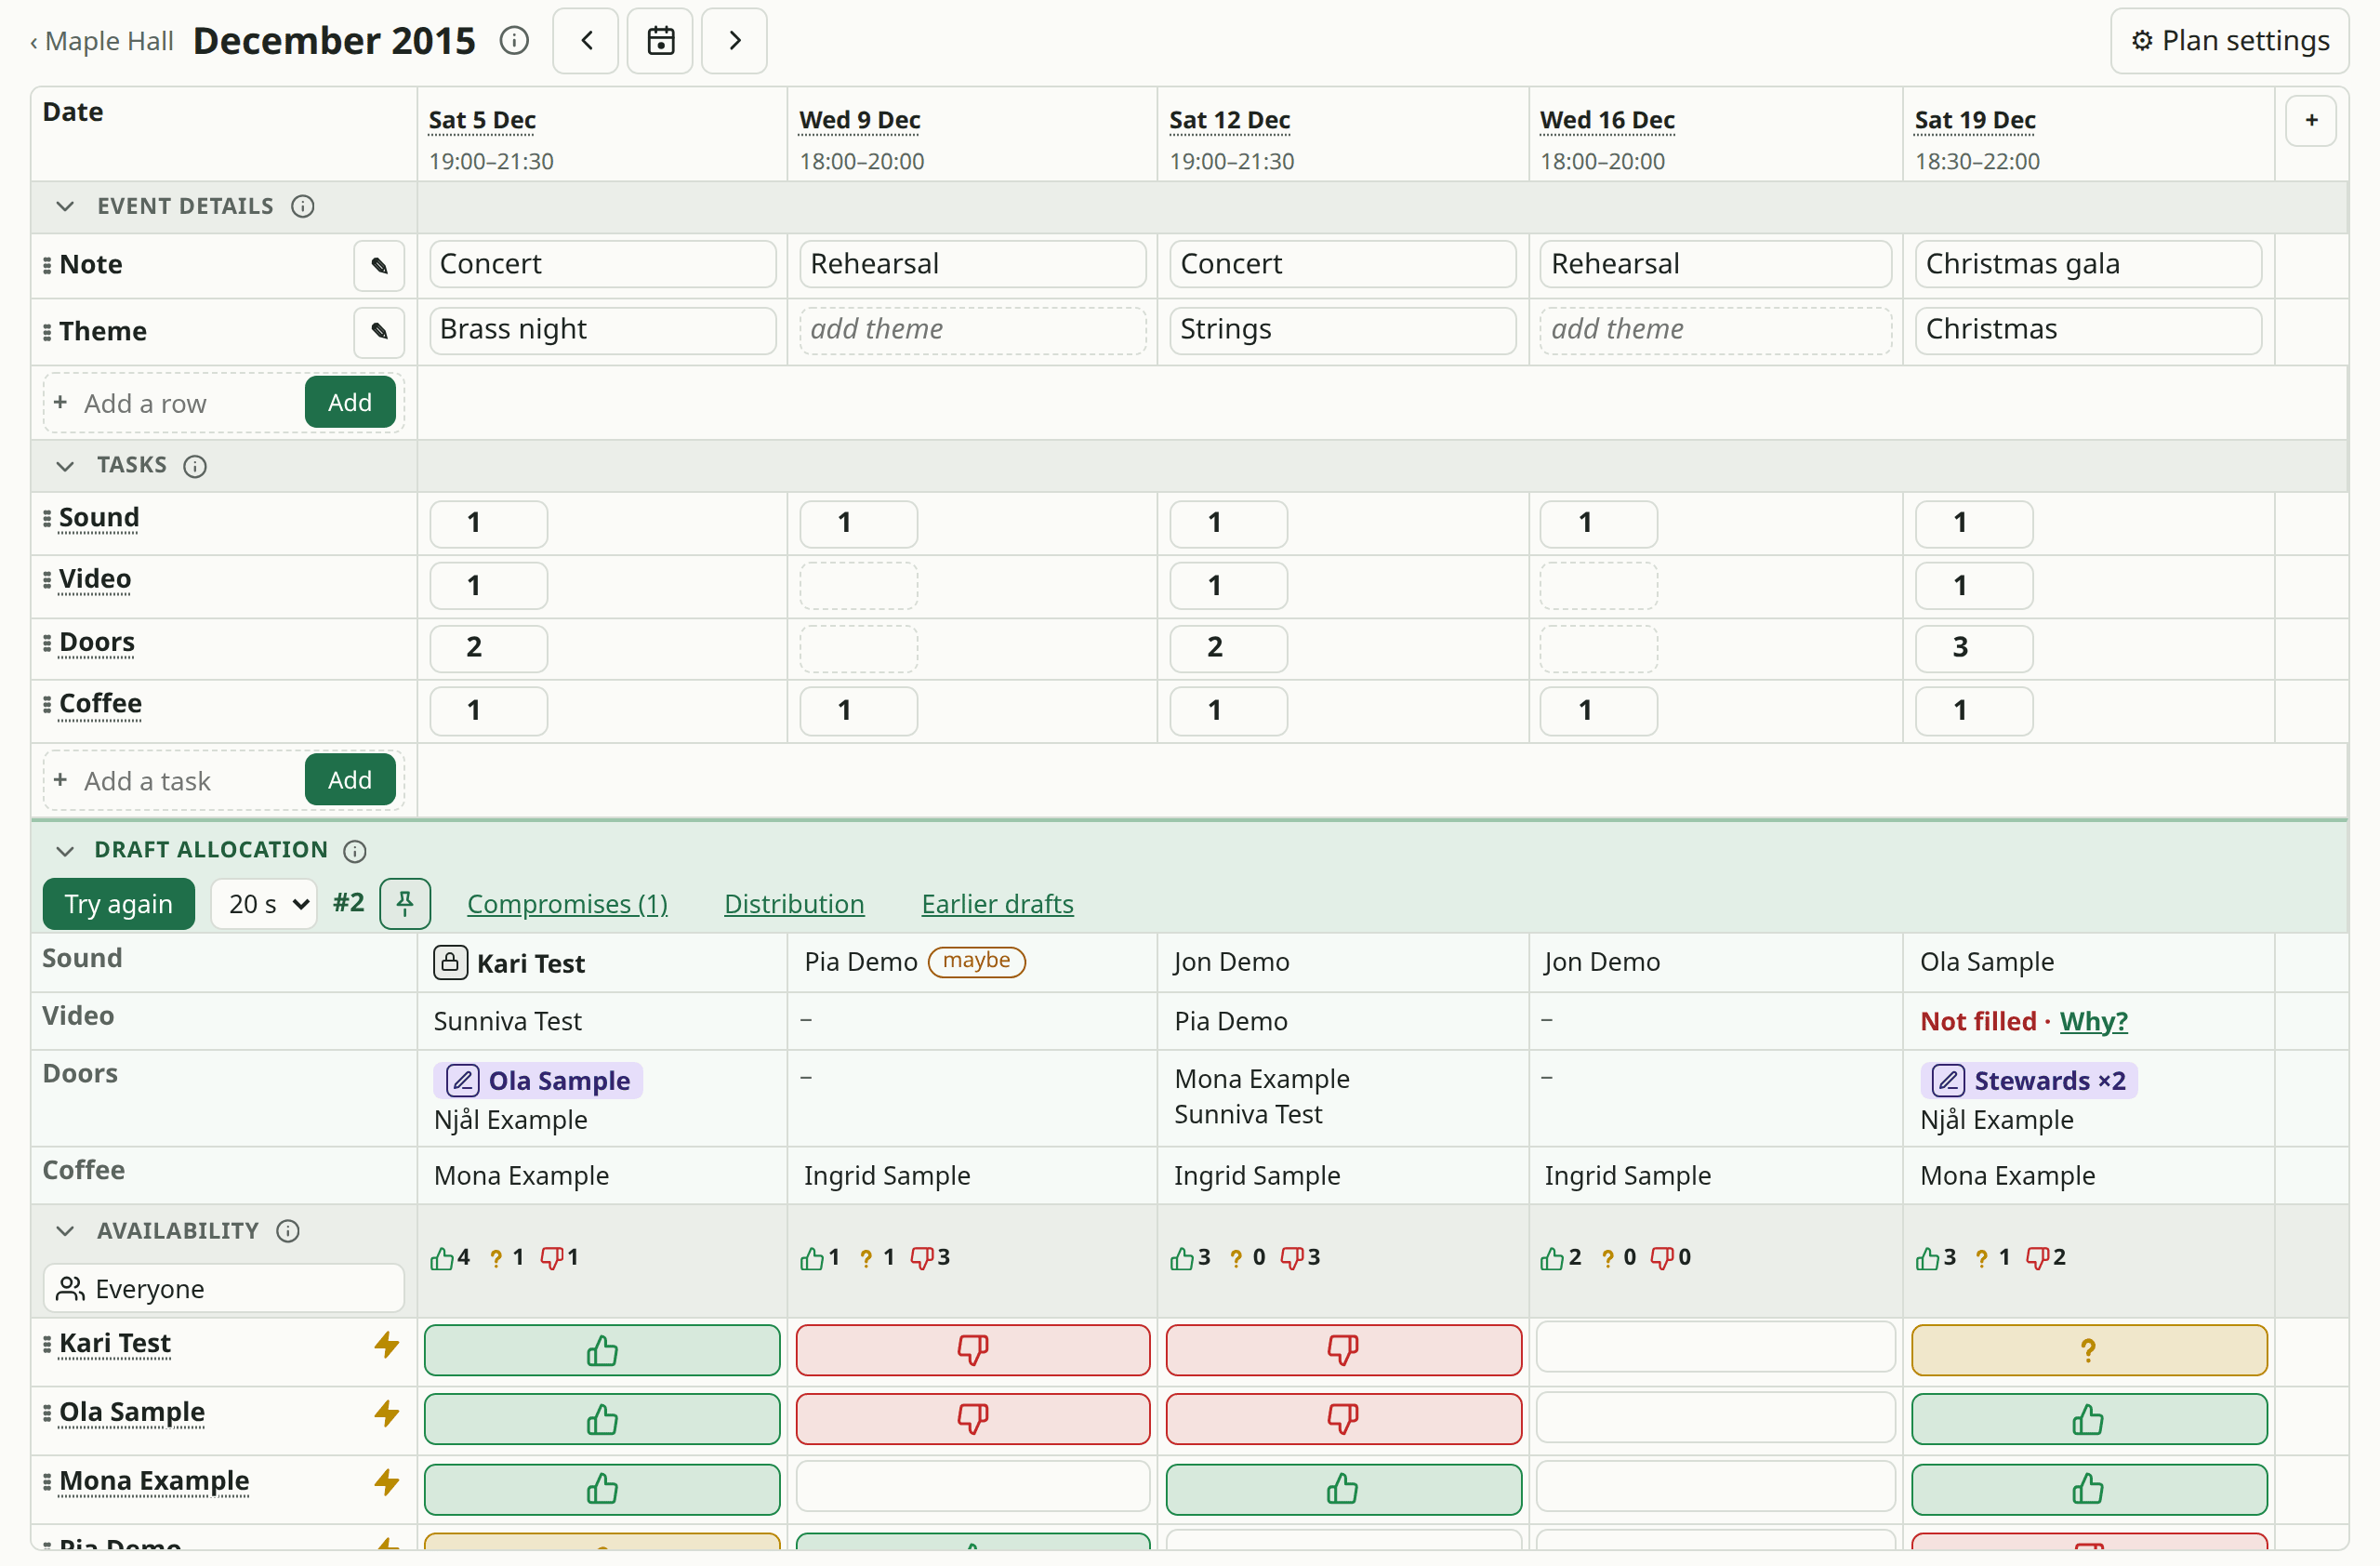 ‹ Maple Hall December 2015 Plan settings
Date Sat 5 Dec Wed 9 Dec Sat 12 Dec Wed 16 Dec Sat 19 Dec +
19:00–21:30 18:00–20:00 19:00–21:30 18:00–20:00 18:30–22:00
EVENT DETAILS
Note Concert Rehearsal Concert Rehearsal Christmas gala
Theme Brass night add theme Strings add theme Christmas
+ Add a row Add
TASKS
Sound 1 1 1 1 1
Video 1 1 1
Doors 2 2 3
Coffee 1 1 1 1 1
+ Add a task Add
DRAFT ALLOCATION
Try again 20 s #2 Compromises (1) Distribution Earlier drafts
Sound Kari Test Pia Demo maybe Jon Demo Jon Demo Ola Sample
Video Sunniva Test – Pia Demo – Not filled · Why?
Doors Ola Sample – Mona Example – Stewards ×2
Njål Example Sunniva Test Njål Example
Coffee Mona Example Ingrid Sample Ingrid Sample Ingrid Sample Mona Example
AVAILABILITY
4 ? 1 1 1 ? 1 3 3 ? 0 3 2 ? 0 0 3 ? 1 2
Everyone
Kari Test ?
Ola Sample
Mona Example
Pia Demo